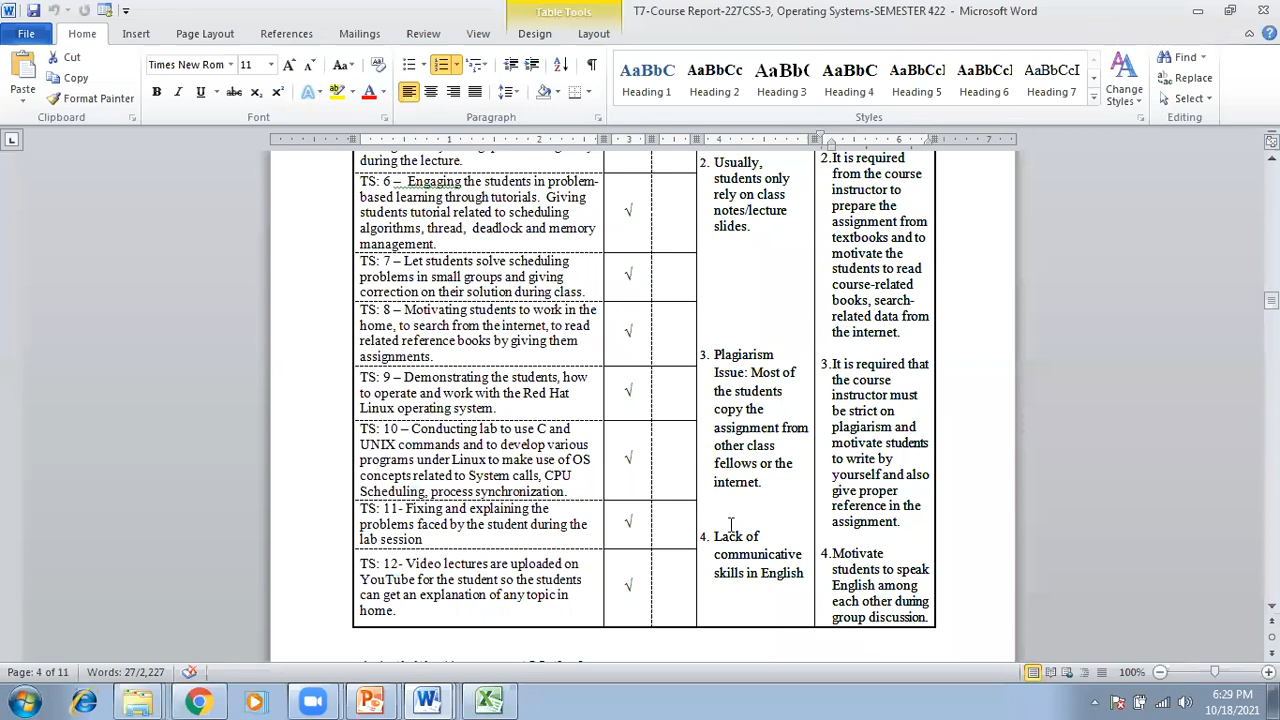 Table Tools
T7-Course Report-227CSS-3, Operating Systems-SEMESTER 422 - Microsoft Word
File Home Insert Page Layout References Mailings Review View Design Layout
Paste
Cut
Copy
Format Painter
Clipboard
Times New Rom 11
Font
Paragraph
AaBbC AaBbCc AaBb( AaBbCc AaBbCcl AaBbCc AaBbCcI
Heading 1 Heading 2 Heading 3 Heading 4 Heading 5 Heading 6 Heading 7
Change
Styles
Styles
Find
Replace
Select
Editing
1 2 3 4 6 7
during the lecture.
TS: 6 – Engaging the students in problem-
based learning through tutorials. Giving
students tutorial related to scheduling
algorithms, thread, deadlock and memory
management.
√
TS: 7 – Let students solve scheduling
problems in small groups and giving
correction on their solution during class.
√
TS: 8 – Motivating students to work in the
home, to search from the internet, to read
related reference books by giving them
assignments.
√
TS: 9 – Demonstrating the students, how
to operate and work with the Red Hat
Linux operating system.
√
TS: 10 – Conducting lab to use C and
UNIX commands and to develop various
programs under Linux to make use of OS
concepts related to System calls, CPU
Scheduling, process synchronization.
√
TS: 11- Fixing and explaining the
problems faced by the student during the
lab session
√
TS: 12- Video lectures are uploaded on
YouTube for the student so the students
can get an explanation of any topic in
home.
√
2. Usually,
students only
rely on class
notes/lecture
slides.
3. Plagiarism
Issue: Most of
the students
copy the
assignment from
other class
fellows or the
internet.
4. Lack of
communicative
skills in English
2.It is required
from the course
instructor to
prepare the
assignment from
textbooks and to
motivate the
students to read
course-related
books, search-
related data from
the internet.
3.It is required that
the course
instructor must
be strict on
plagiarism and
motivate students
to write by
yourself and also
give proper
reference in the
assignment.
4.Motivate
students to speak
English among
each other during
group discussion.
Page: 4 of 11 Words: 27/2,227 100%
6:29 PM
10/18/2021